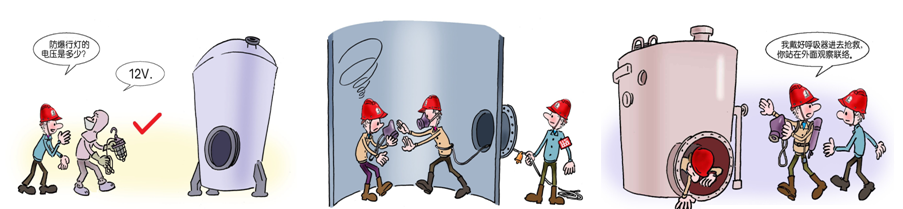 防爆行灯的
电压是多少?
12V.
我戴好呼吸器进去抢救,
你站在外面观察联络。